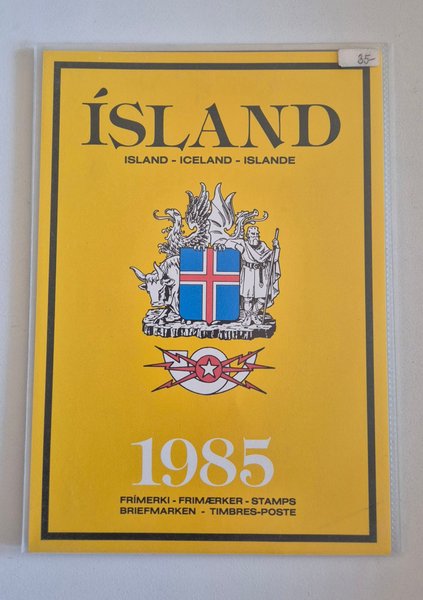 35-
ÍSLAND
ISLAND - ICELAND - ISLANDE
1985
FRÍMERKI - FRIMÆRKER - STAMPS
BRIEFMARKEN - TIMBRES-POSTE